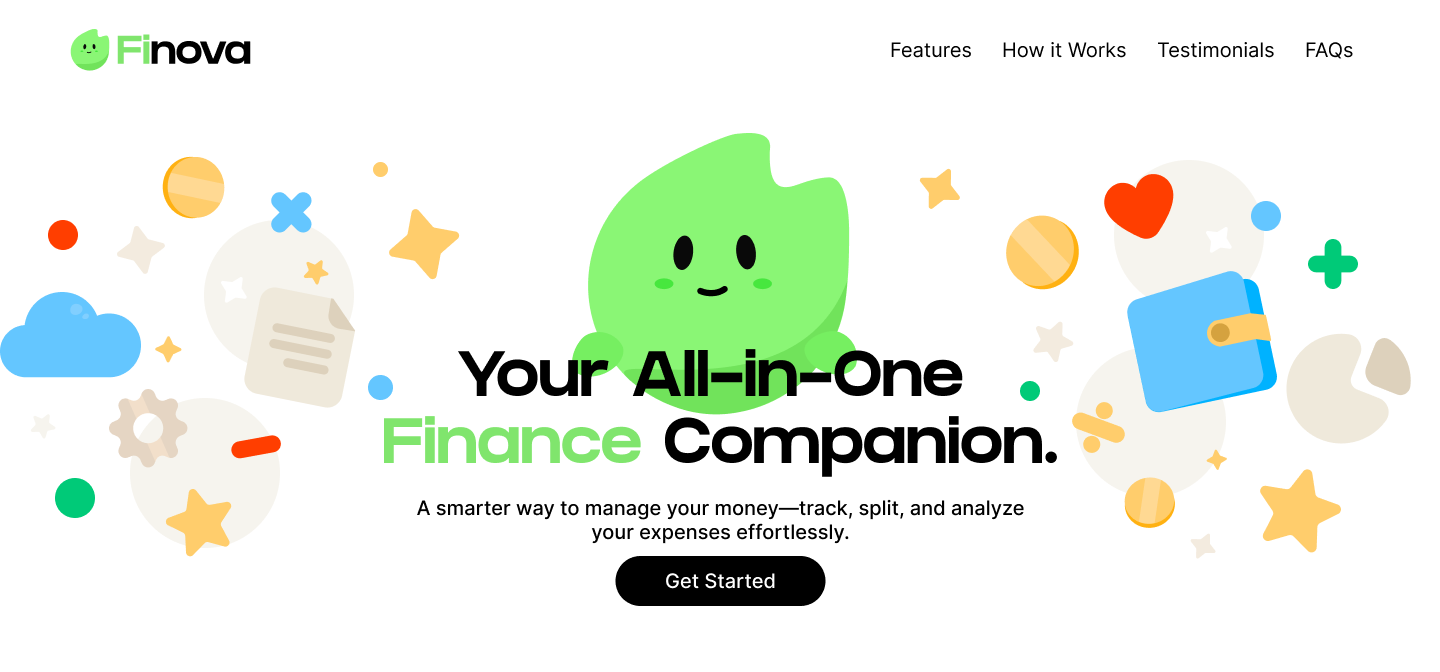 Finova
Features
How it Works
Testimonials
FAQs
Your All-in-One
Finance Companion.
A smarter way to manage your money—track, split, and analyze
your expenses effortlessly.
Get Started